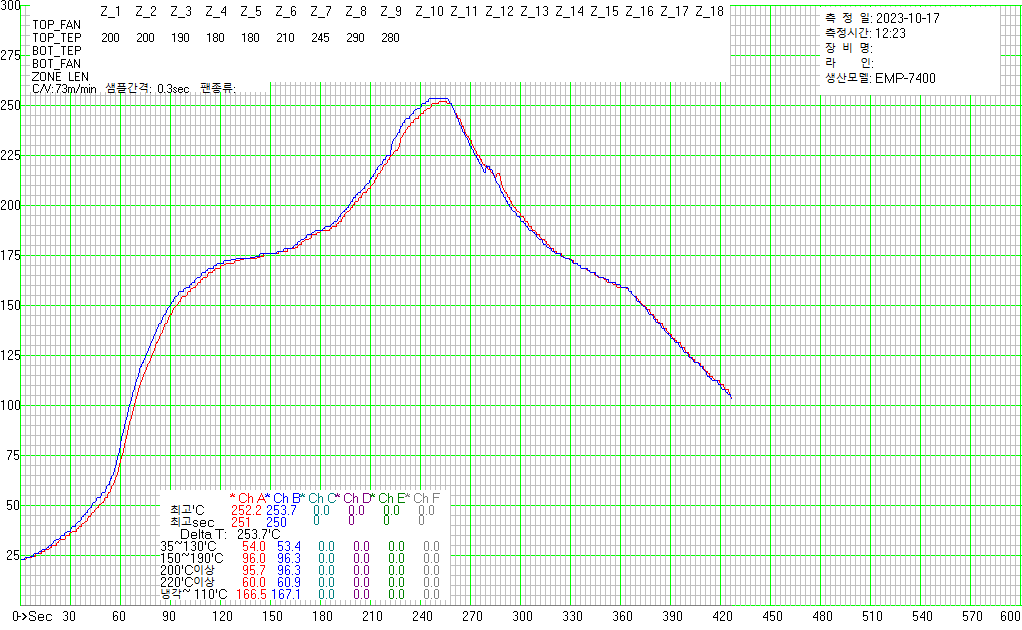 300
Z_1 Z_2 Z_3 Z_4 Z_5 Z_6 Z_7 Z_8 Z_9 Z_10 Z_11 Z_12 Z_13 Z_14 Z_15 Z_16 Z_17 Z_18
TOP_FAN
TOP_TEP 200 200 190 180 180 210 245 290 280
BOT_TEP
BOT_FAN
ZONE_LEN
C/V: 73m/min 샘플간격: 0.3sec 팬종류:
측 정 일: 2023-10-17
측정시간: 12:23
장 비 명:
라 인:
생산모델: EMP-7400
275
250
225
200
175
150
125
100
75
50
25
* Ch A * Ch B * Ch C * Ch D * Ch E * Ch F
최고'C 252.2 253.7 0.0 0.0 0.0 0.0
최고sec 251 250 0 0 0 0
Delta T: 253.7'C
35~130'C 54.0 53.4 0.0 0.0 0.0 0.0
150~190'C 96.0 96.3 0.0 0.0 0.0 0.0
200'C이상 95.7 96.3 0.0 0.0 0.0 0.0
220'C이상 60.0 60.9 0.0 0.0 0.0 0.0
냉각~ 110'C 166.5 167.1 0.0 0.0 0.0 0.0
0->Sec 30 60 90 120 150 180 210 240 270 300 330 360 390 420 450 480 510 540 570 600